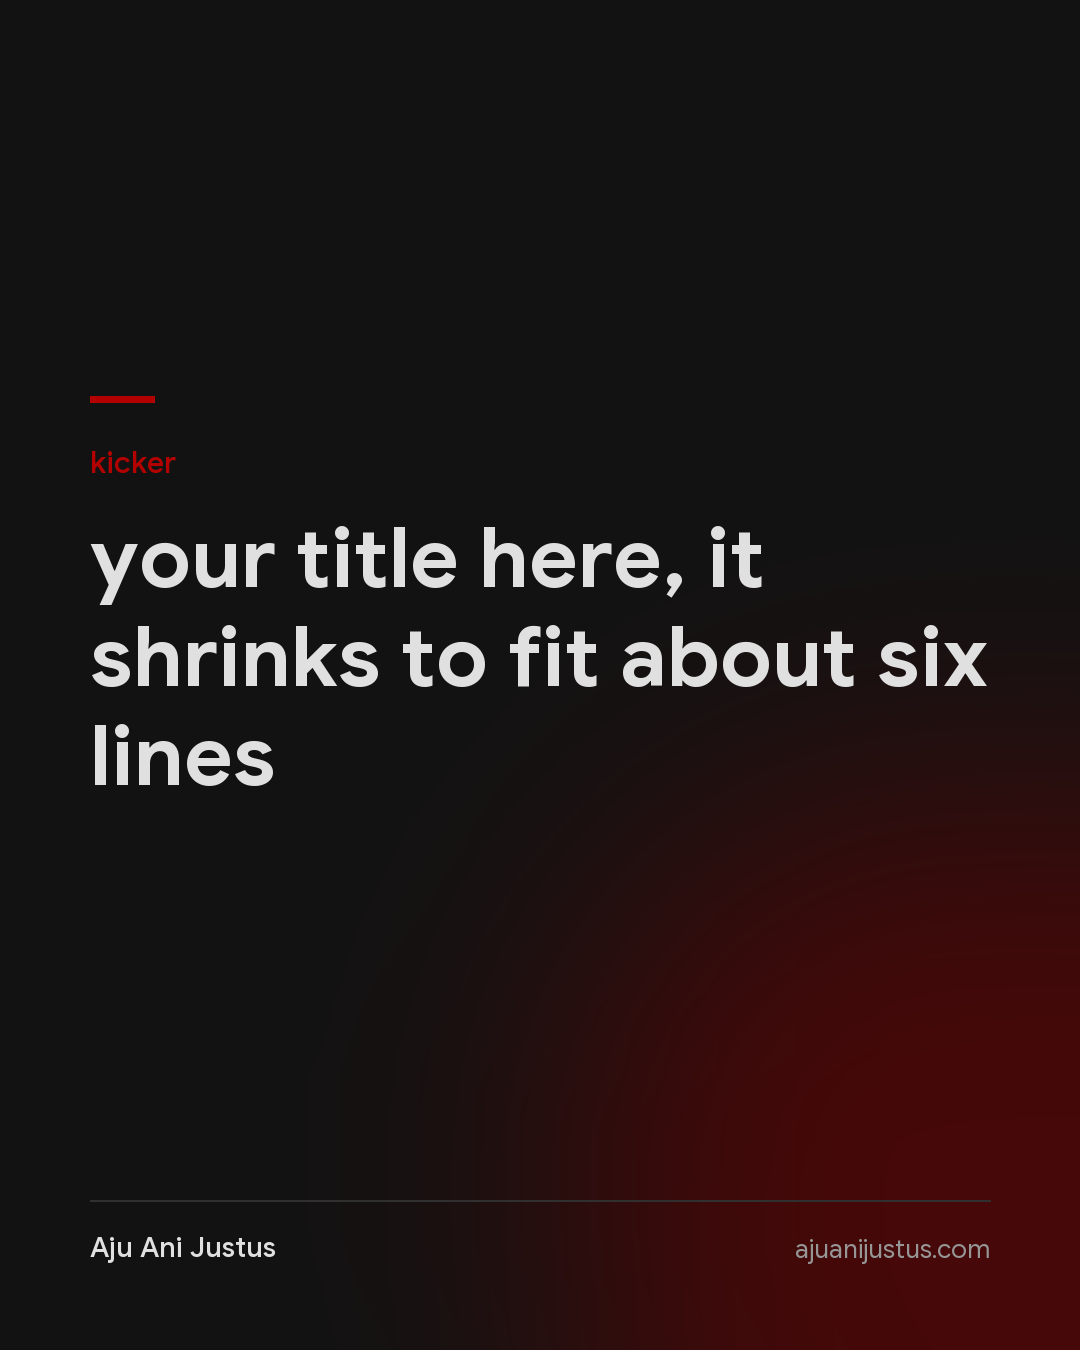 kicker
your title here, it
shrinks to fit about six
lines
Aju Ani Justus
ajuanijustus.com